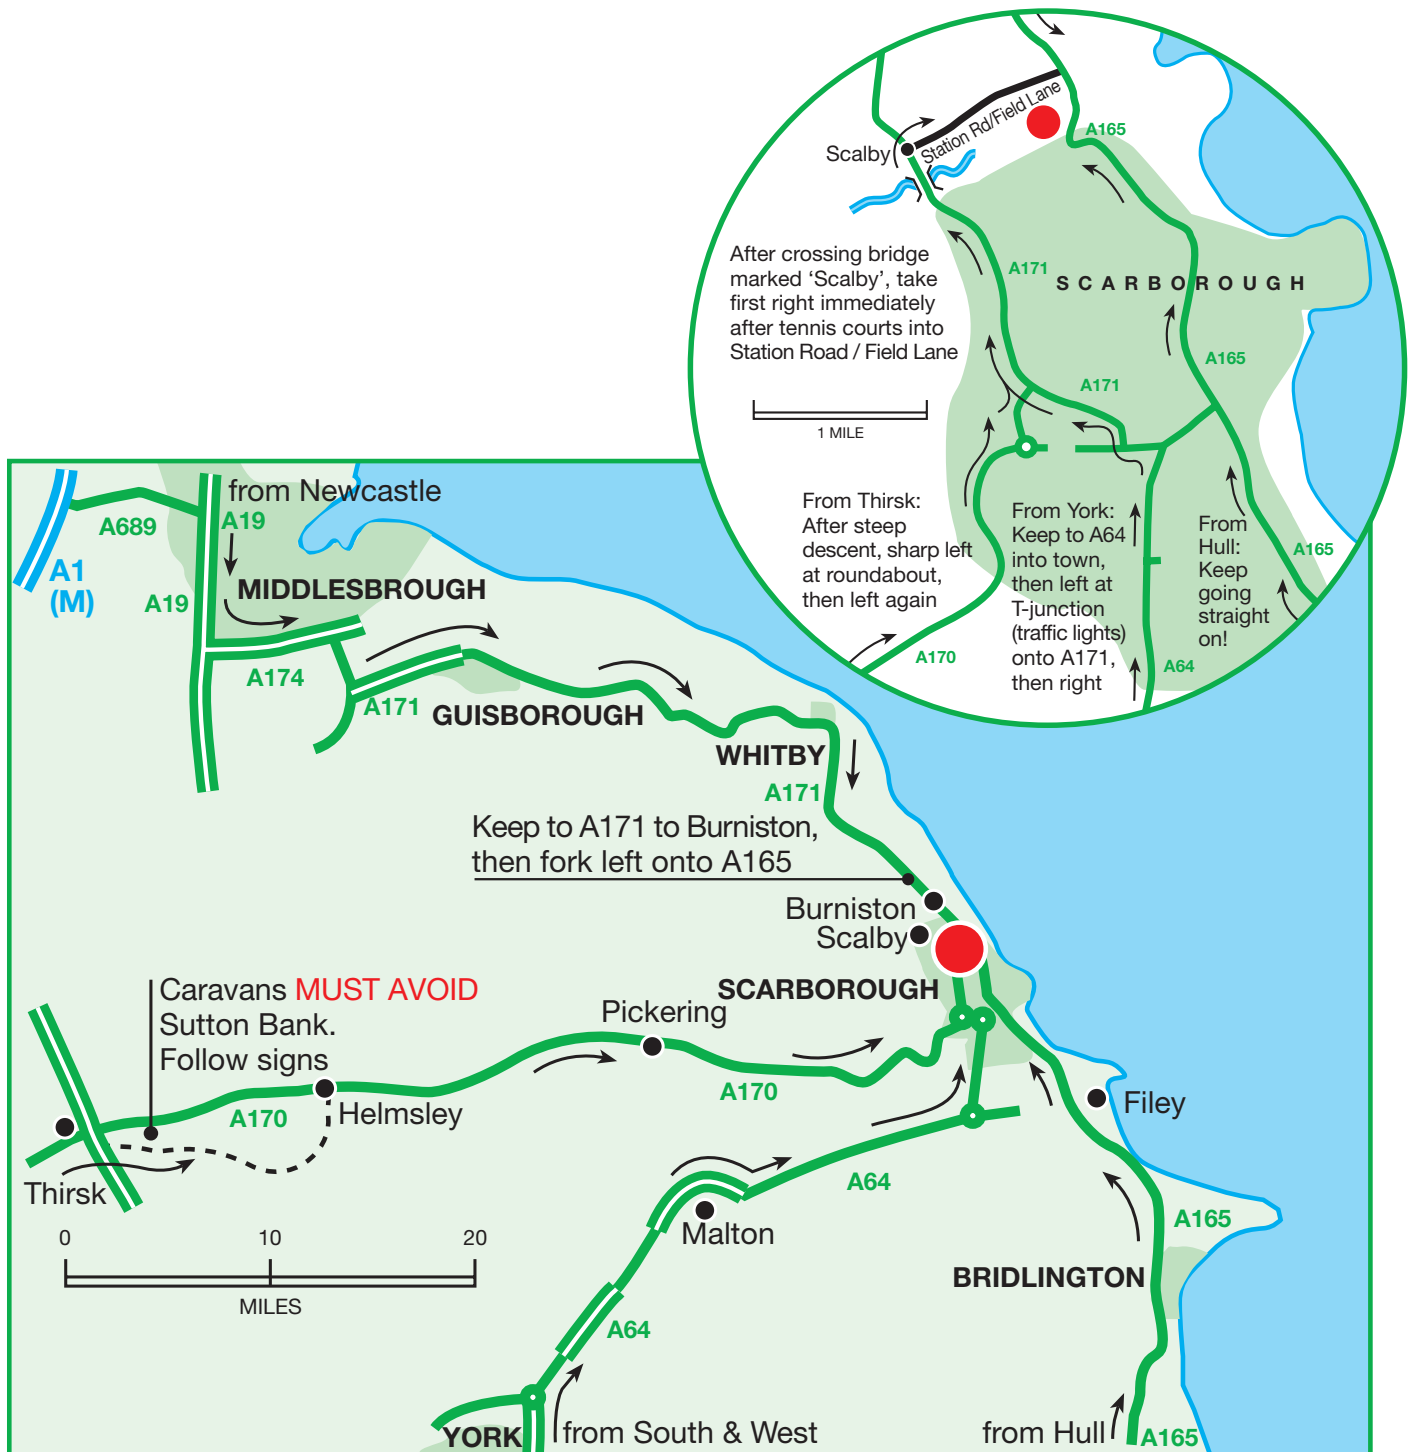 Station Rd/Field Lane
A165
Scalby
After crossing bridge
marked ‘Scalby’, take
first right immediately
after tennis courts into
Station Road / Field Lane
A171
SCARBOROUGH
A165
A171
1 MILE
From Thirsk:
After steep
descent, sharp left
at roundabout,
then left again
From York:
Keep to A64
into town,
then left at
T-junction
(traffic lights)
onto A171,
then right
From
Hull:
Keep
going
straight
on!
A165
A170
A64
from Newcastle
A689
A19
A1
(M)
A19
MIDDLESBROUGH
A174
A171
GUISBOROUGH
WHITBY
A171
Keep to A171 to Burniston,
then fork left onto A165
Burniston
Scalby
SCARBOROUGH
Caravans MUST AVOID
Sutton Bank.
Follow signs
Pickering
A170
A170
Helmsley
Filey
Thirsk
A64
Malton
A165
0 10 20
MILES
BRIDLINGTON
A64
YORK
from South & West
from Hull
A165